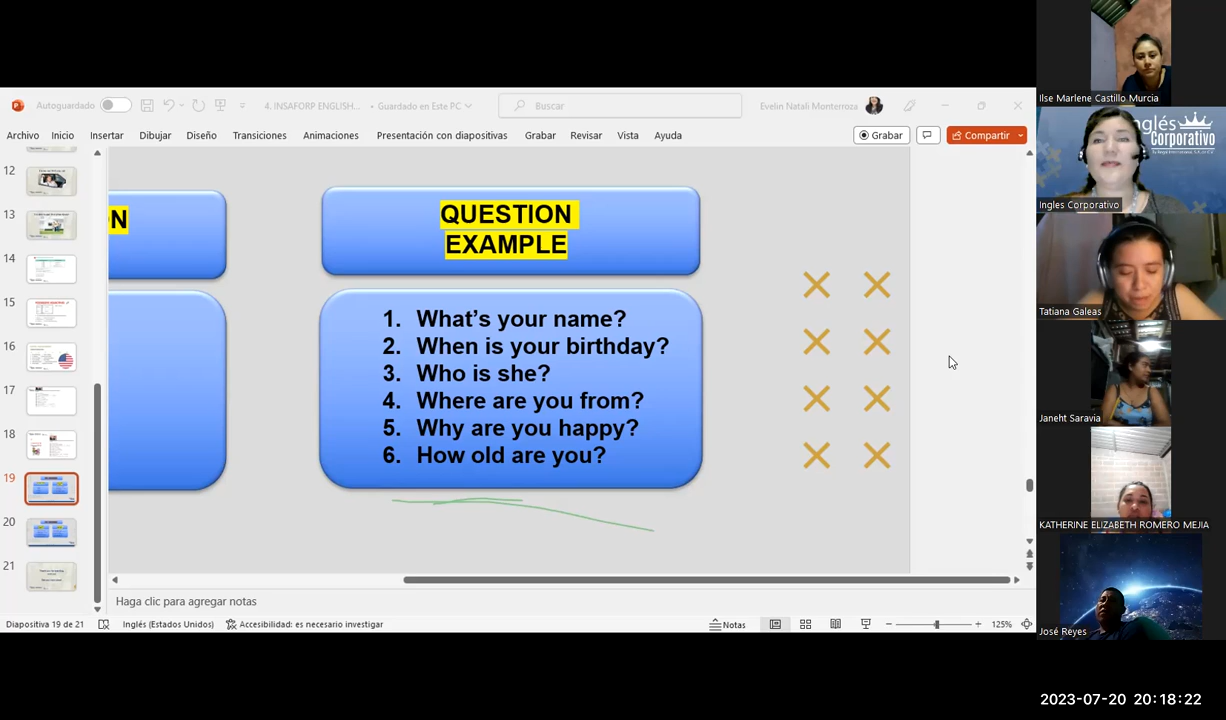 Autoguardado
4. INSAFORP ENGLISH... • Guardado en Este PC
Buscar
Evelin Natali Monterroza
Archivo Inicio Insertar Dibujar Diseño Transiciones Animaciones Presentación con diapositivas Grabar Revisar Vista Ayuda
Grabar
Compartir
12
13
14
15
16
17
18
19
20
21
N
QUESTION
EXAMPLE
1. What's your name?
2. When is your birthday?
3. Who is she?
4. Where are you from?
5. Why are you happy?
6. How old are you?
Haga clic para agregar notas
Diapositiva 19 de 21
Inglés (Estados Unidos)
Accesibilidad: es necesario investigar
Notas
125%
Ilse Marlene Castillo Murcia
Inglés
Corporativo
Ingles Corporativo
Tatiana Galeas
Janeht Saravia
KATHERINE ELIZABETH ROMERO MEJIA
José Reyes
2023-07-20 20:18:22